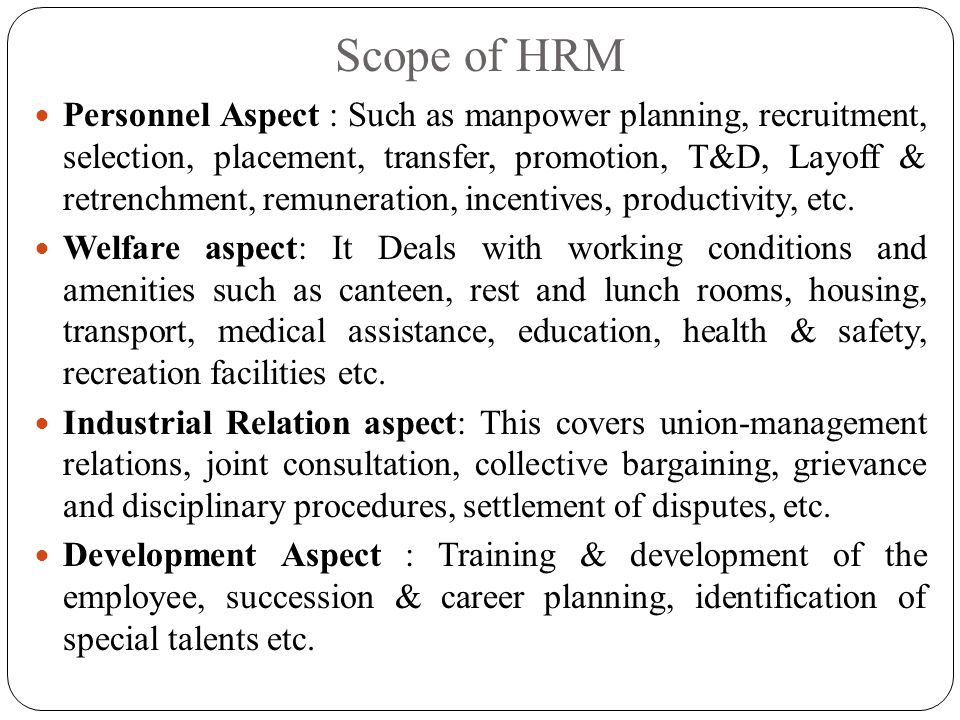 Scope of HRM
• Personnel Aspect : Such as manpower planning, recruitment,
selection, placement, transfer, promotion, T&D, Layoff &
retrenchment, remuneration, incentives, productivity, etc.
• Welfare aspect: It Deals with working conditions and
amenities such as canteen, rest and lunch rooms, housing,
transport, medical assistance, education, health & safety,
recreation facilities etc.
• Industrial Relation aspect: This covers union-management
relations, joint consultation, collective bargaining, grievance
and disciplinary procedures, settlement of disputes, etc.
• Development Aspect : Training & development of the
employee, succession & career planning, identification of
special talents etc.